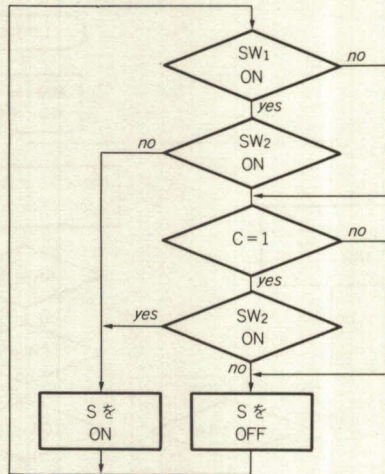 SW1
ON
no
yes
no
SW2
ON
C = 1
no
yes
yes
SW2
ON
no
Sを
ON
Sを
OFF